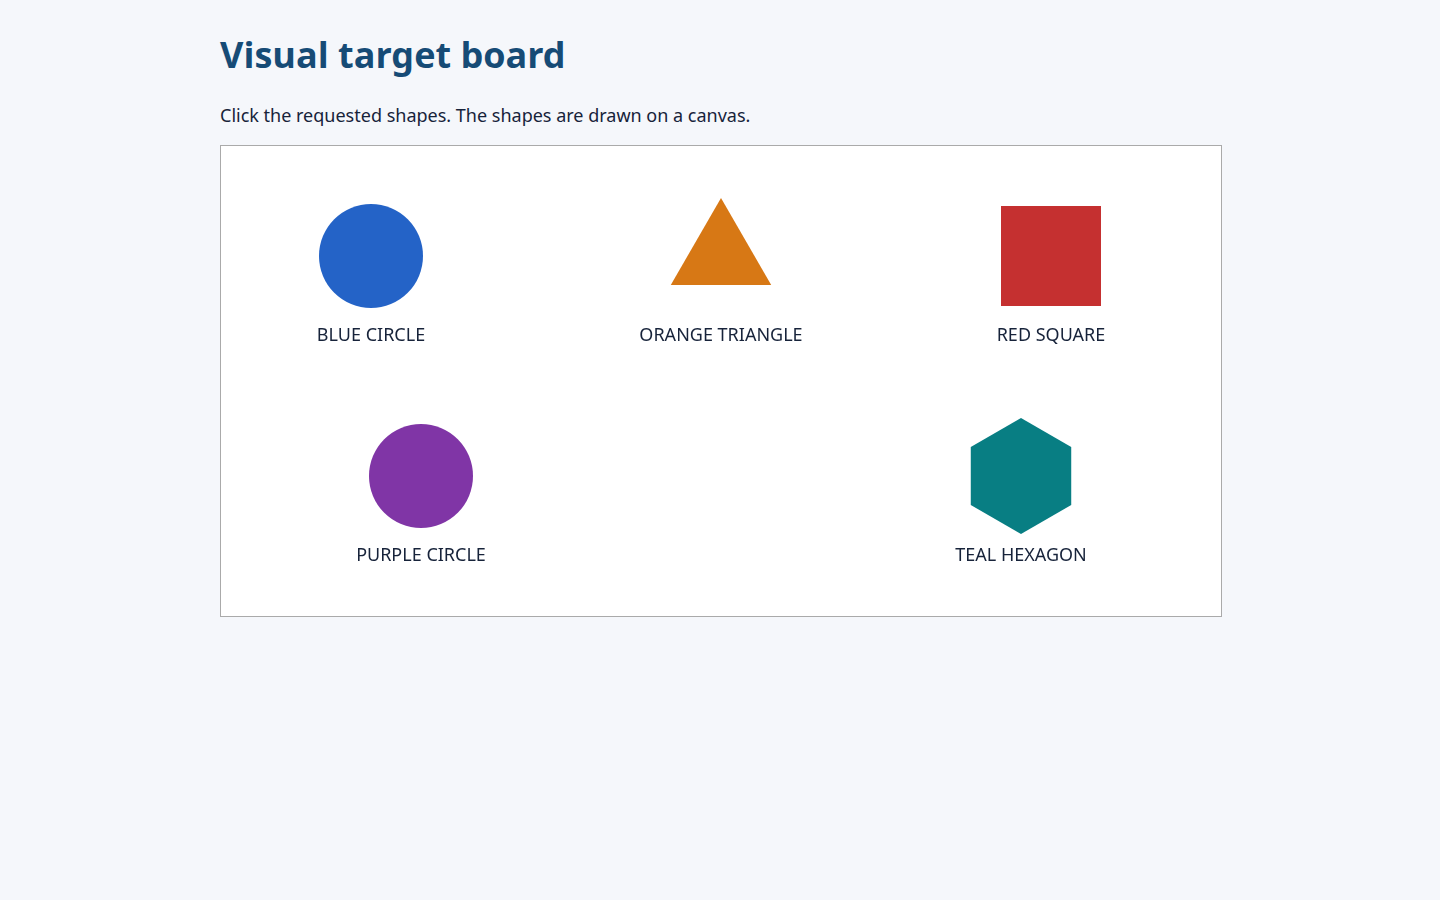 Visual target board
Click the requested shapes. The shapes are drawn on a canvas.
BLUE CIRCLE
ORANGE TRIANGLE
RED SQUARE
PURPLE CIRCLE
TEAL HEXAGON